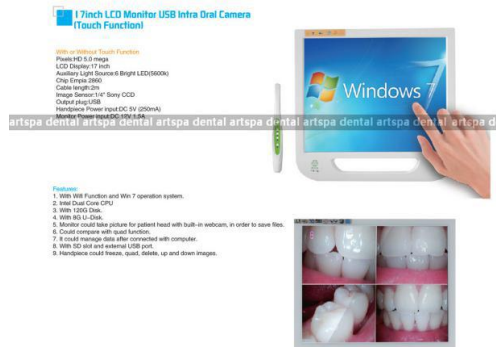 17inch LCD Monitor USB Intra Oral Camera
(Touch Function)
With or Without Touch Function
Pixels:HD 5.0 mega
LCD Display:17 inch
Auxiliary Light Source:6 Bright LED(5600k)
Chip Empia 2860
Cable length:2m
Image Sensor:1/4" Sony CCD
Output plug:USB
Handpiece Power input:DC 5V (250mA)
Monitor Power input:DC 12V 1.5A
artspa dental artspa dental artspa dental artspa dental artspa dental artspa dental artspa d
Windows 7
Features:
1. With Wifi Function and Win 7 operation system.
2. Intel Dual Core CPU
3. With 120G Disk.
4. With 8G U-Disk.
5. Monitor could take picture for patient head with built-in webcam, in order to save files.
6. Could compare with quad function.
7. It could manage data after connected with computer.
8. With SD slot and external USB port.
9. Handpiece could freeze, quad, delete, up and down images.